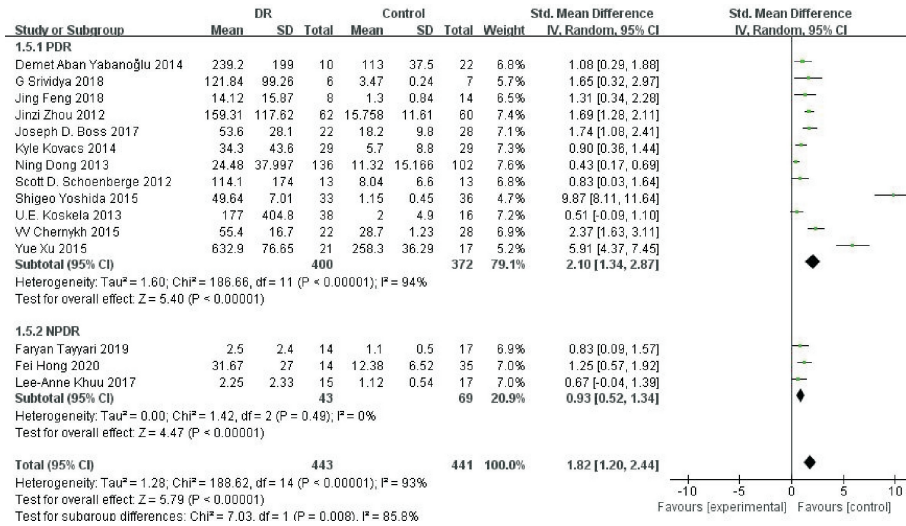 DR Control Std. Mean Difference Std. Mean Difference
Study or Subgroup Mean SD Total Mean SD Total Weight IV, Random, 95% CI IV, Random, 95% CI
1.5.1 PDR
Demet Aban Yabanoğlu 2014 239.2 199 10 113 37.5 22 6.8% 1.08 [0.29, 1.88]
G Srividya 2018 121.84 99.26 6 3.47 0.24 7 5.7% 1.65 [0.32, 2.97]
Jing Feng 2018 14.12 15.87 8 1.3 0.84 14 6.5% 1.31 [0.34, 2.28]
Jinzi Zhou 2012 159.31 117.62 62 15.758 11.61 60 7.3% 1.69 [1.28, 2.11]
Joseph D. Boss 2017 53.6 28.1 22 18.2 9.8 28 7.0% 1.74 [1.08, 2.41]
Kyle Kovacs 2014 34.3 43.6 29 5.7 8.8 29 7.1% 0.90 [0.36, 1.44]
Ning Dong 2013 24.48 37.997 136 11.32 15.166 102 7.5% 0.43 [0.17, 0.69]
Scott D. Schoenberge 2012 114.1 174 13 8.04 6.6 13 6.8% 0.83 [0.03, 1.64]
Shigeo Yoshida 2015 49.64 7.01 33 1.15 0.45 36 4.7% 9.87 [8.11, 11.64]
U.E. Koskela 2013 177 404.8 38 2 4.9 16 7.1% 0.51 [-0.09, 1.10]
VV Chernykh 2015 55.4 16.7 22 28.7 1.23 28 6.9% 2.37 [1.63, 3.11]
Yue Xu 2015 632.9 76.65 21 258.3 36.29 17 5.2% 5.91 [4.37, 7.45]
Subtotal (95% CI) 400 372 79.1% 2.10 [1.34, 2.87]
Heterogeneity: Tau² = 1.60; Chi² = 186.66, df = 11 (P < 0.00001); I² = 94%
Test for overall effect: Z = 5.40 (P < 0.00001)
1.5.2 NPDR
Faryan Tayyari 2019 2.5 2.4 14 1.1 0.5 17 6.9% 0.83 [0.09, 1.57]
Fei Hong 2020 31.67 27 14 12.38 6.52 35 7.0% 1.25 [0.57, 1.92]
Lee-Anne Khuu 2017 2.25 2.33 15 1.12 0.54 17 7.0% 0.67 [-0.04, 1.39]
Subtotal (95% CI) 43 69 20.9% 0.93 [0.52, 1.34]
Heterogeneity: Tau² = 0.00; Chi² = 1.42, df = 2 (P = 0.49); I² = 0%
Test for overall effect: Z = 4.47 (P < 0.00001)
Total (95% CI) 443 441 100.0% 1.82 [1.20, 2.44]
Heterogeneity: Tau² = 1.28; Chi² = 188.62, df = 14 (P < 0.00001); I² = 93%
Test for overall effect: Z = 5.79 (P < 0.00001)
Test for subgroup differences: Chi² = 7.03, df = 1 (P = 0.008), I² = 85.8%
-10 -5 0 5 10
Favours [experimental] Favours [control]